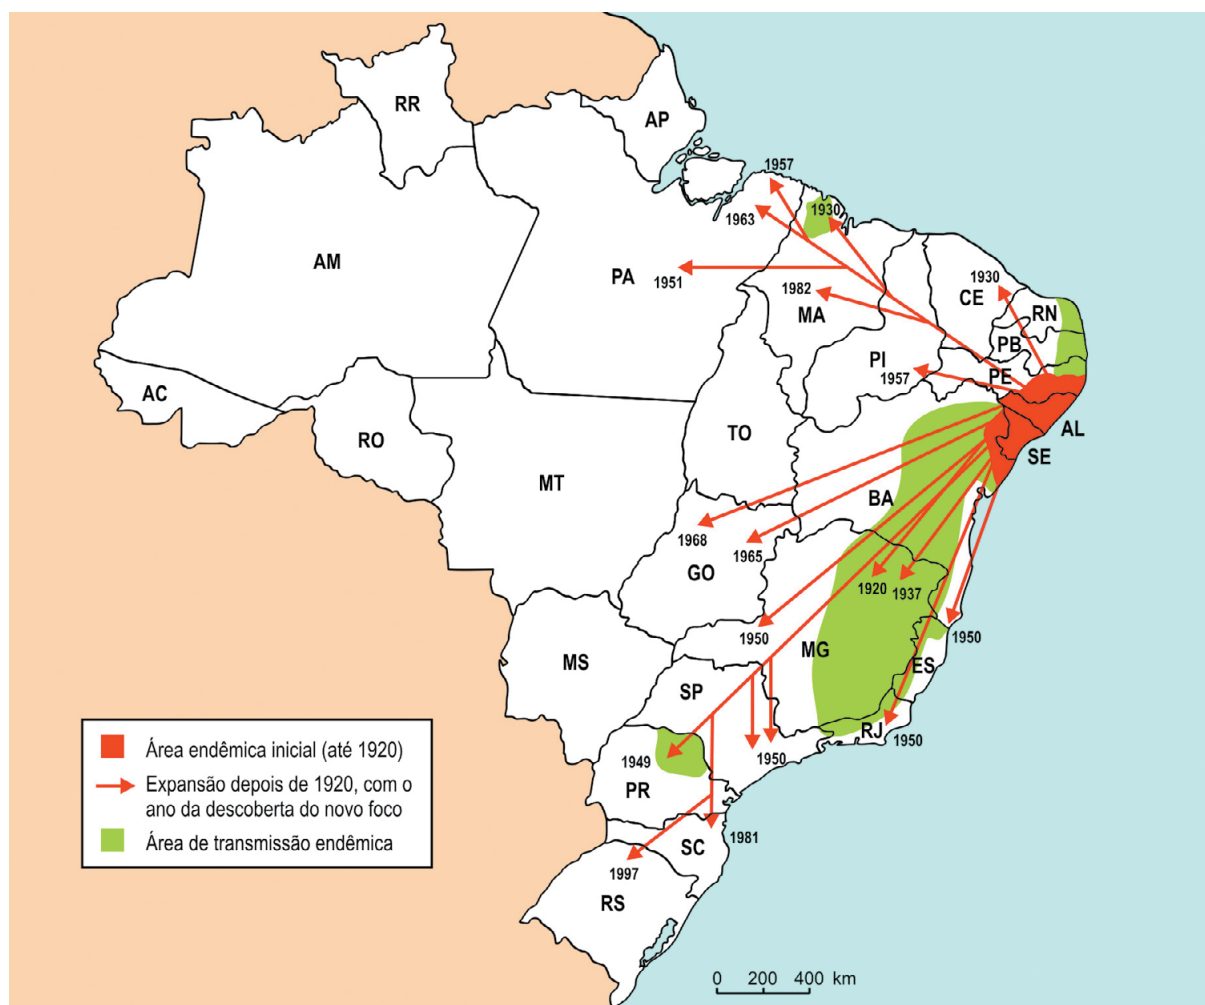 RR
AP
1957
1963
1930
AM
PA
1951
1982
MA
1930
CE
RN
PB
PI
1957
PE
AC
RO
TO
AL
SE
MT
BA
1968
1965
GO
1920
1937
1950
1950
MG
ES
MS
SP
RJ
1950
1949
1950
PR
1981
SC
1997
RS
Área endêmica inicial (até 1920)
Expansão depois de 1920, com o
ano da descoberta do novo foco
Área de transmissão endêmica
0 200 400 km